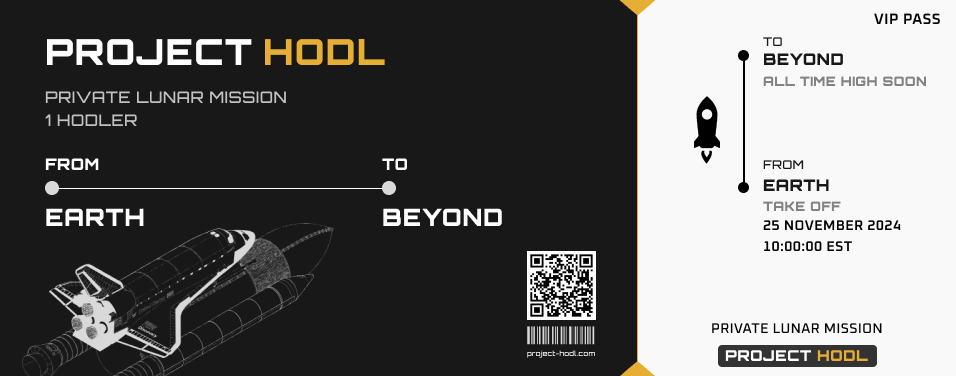 PROJECT HODL
PRIVATE LUNAR MISSION
1 HODLER
FROM
TO
EARTH
BEYOND
project-hodl.com
VIP PASS
TO
BEYOND
ALL TIME HIGH SOON
FROM
EARTH
TAKE OFF
25 NOVEMBER 2024
10:00:00 EST
PRIVATE LUNAR MISSION
PROJECT HODL